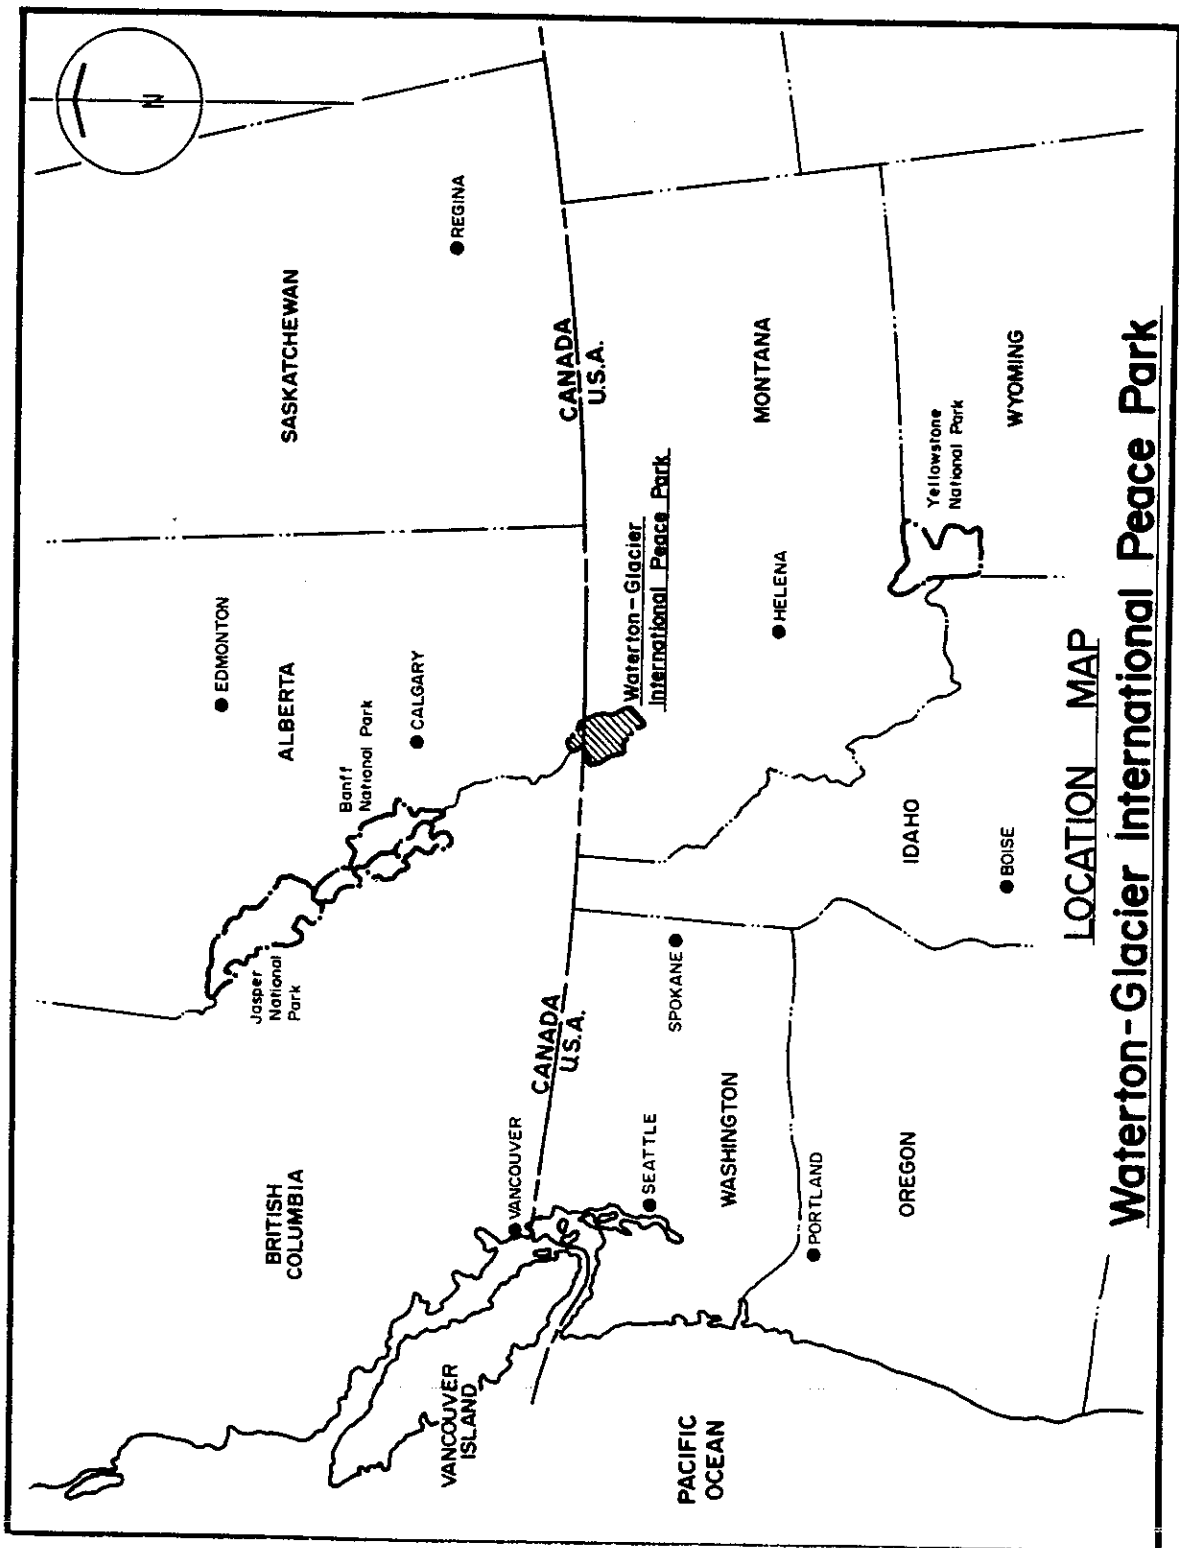 N
SASKATCHEWAN
REGINA
EDMONTON
ALBERTA
Banff
National Park
CALGARY
Jasper
National
Park
BRITISH
COLUMBIA
VANCOUVER
VANCOUVER
ISLAND
CANADA
U.S.A.
CANADA
U.S.A.
Waterton-Glacier
International Peace Park
MONTANA
HELENA
Yellowstone
National Park
WYOMING
IDAHO
BOISE
SPOKANE
SEATTLE
WASHINGTON
PORTLAND
OREGON
PACIFIC
OCEAN
LOCATION MAP
Waterton-Glacier International Peace Park